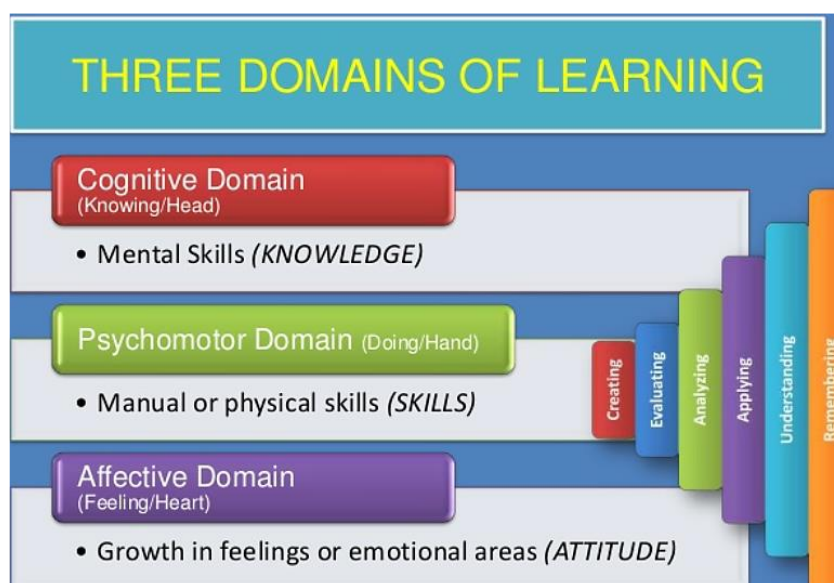 THREE DOMAINS OF LEARNING
Cognitive Domain
(Knowing/Head)
• Mental Skills (KNOWLEDGE)
Psychomotor Domain (Doing/Hand)
• Manual or physical skills (SKILLS)
Affective Domain
(Feeling/Heart)
• Growth in feelings or emotional areas (ATTITUDE)
Creating
Evaluating
Analyzing
Applying
Understanding
Remembering